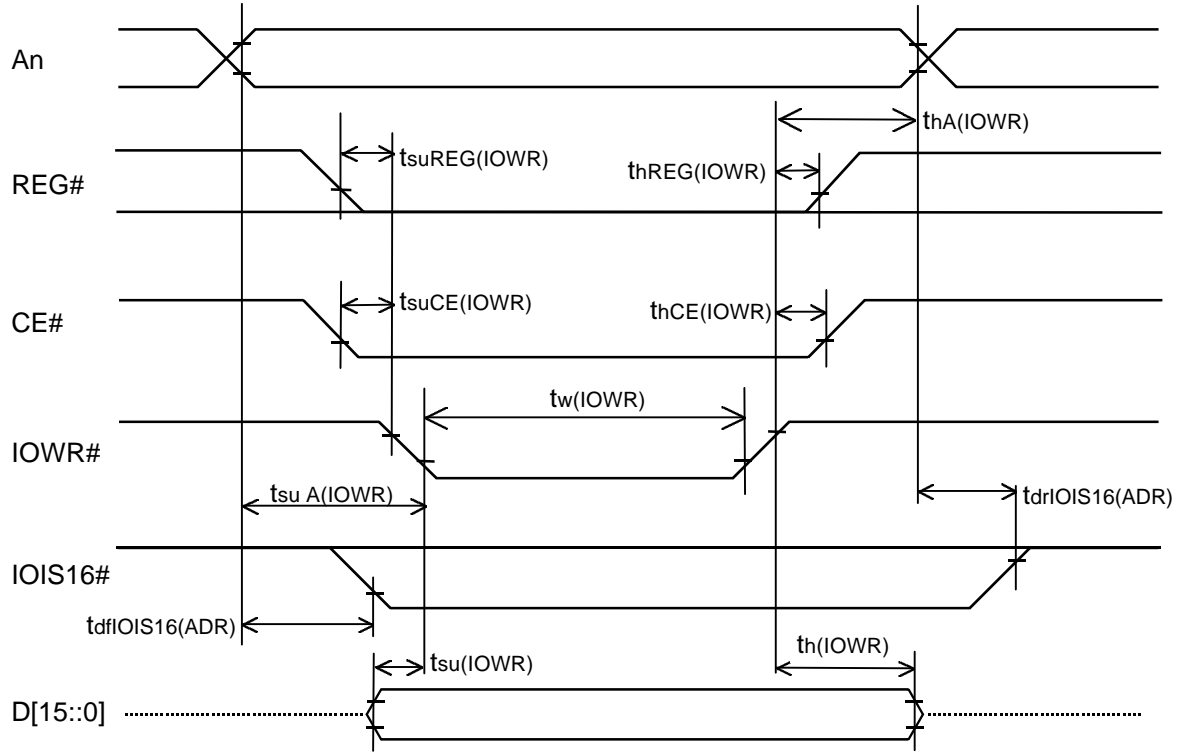 An
thA(IOWR)
tsuREG(IOWR)
thREG(IOWR)
REG#
tsuCE(IOWR)
thCE(IOWR)
CE#
tw(IOWR)
IOWR#
tsu A(IOWR)
tdrIOIS16(ADR)
IOIS16#
tdfIOIS16(ADR)
tsu(IOWR)
th(IOWR)
D[15::0]